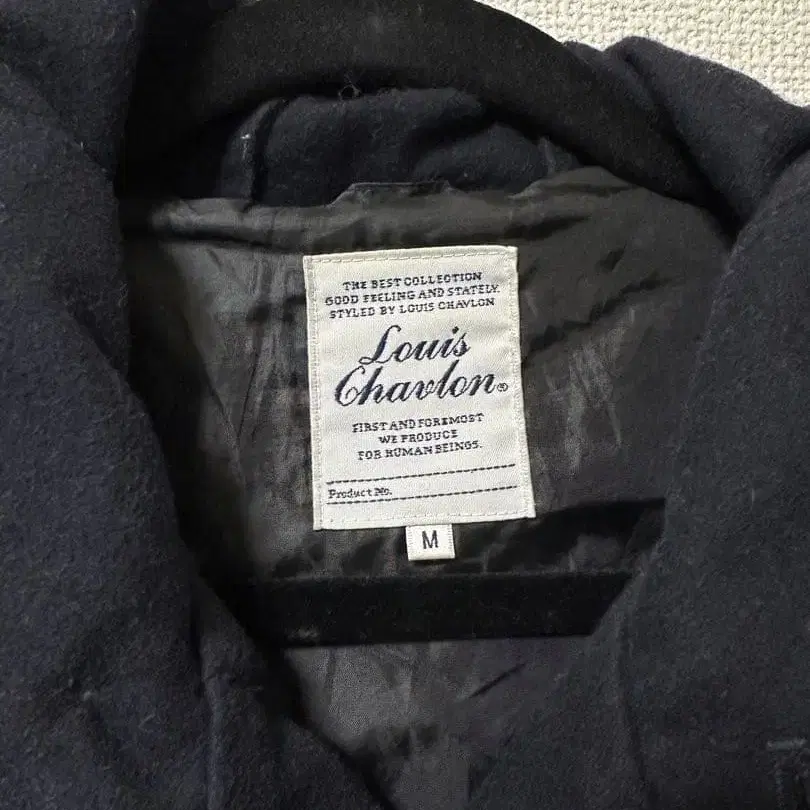 THE BEST COLLECTION
GOOD FEELING AND STATELY.
STYLED BY LOUIS CHAVLON
Louis
Chavlon®
FIRST AND FOREMOST
WE PRODUCE
FOR HUMAN BEINGS.
Product No.
M